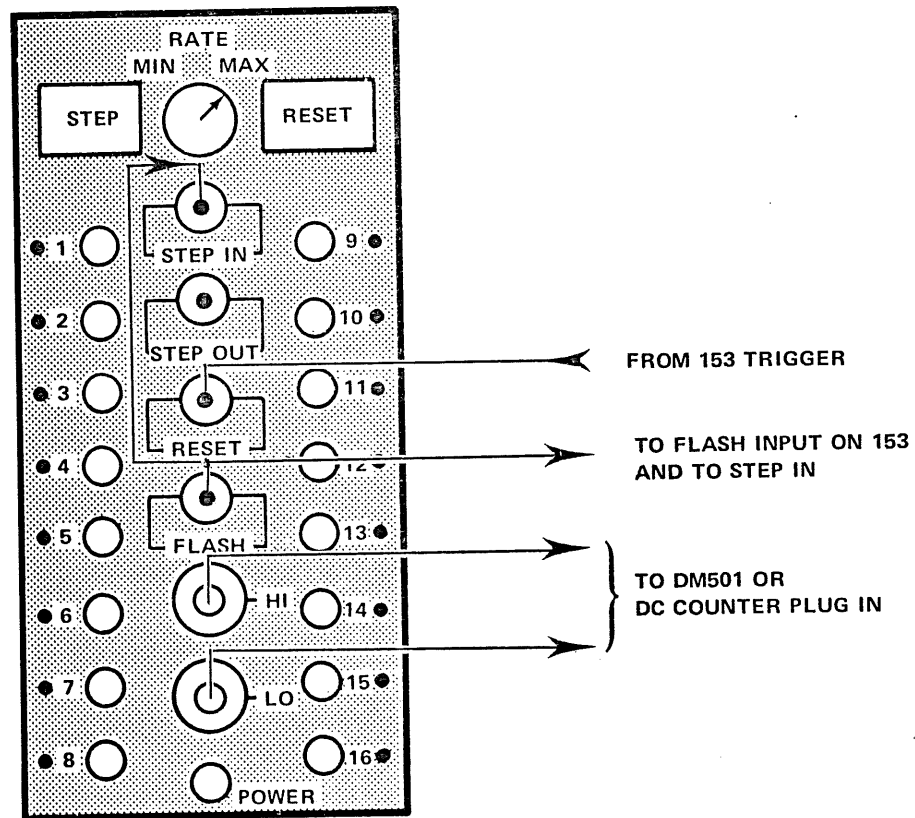 RATE
MIN MAX
STEP
RESET
STEP IN
1
9
2
10
STEP OUT
3
11
RESET
4
12
FLASH
5
13
HI
6
14
LO
7
15
8
16
POWER
FROM 153 TRIGGER
TO FLASH INPUT ON 153
AND TO STEP IN
TO DM501 OR
DC COUNTER PLUG IN